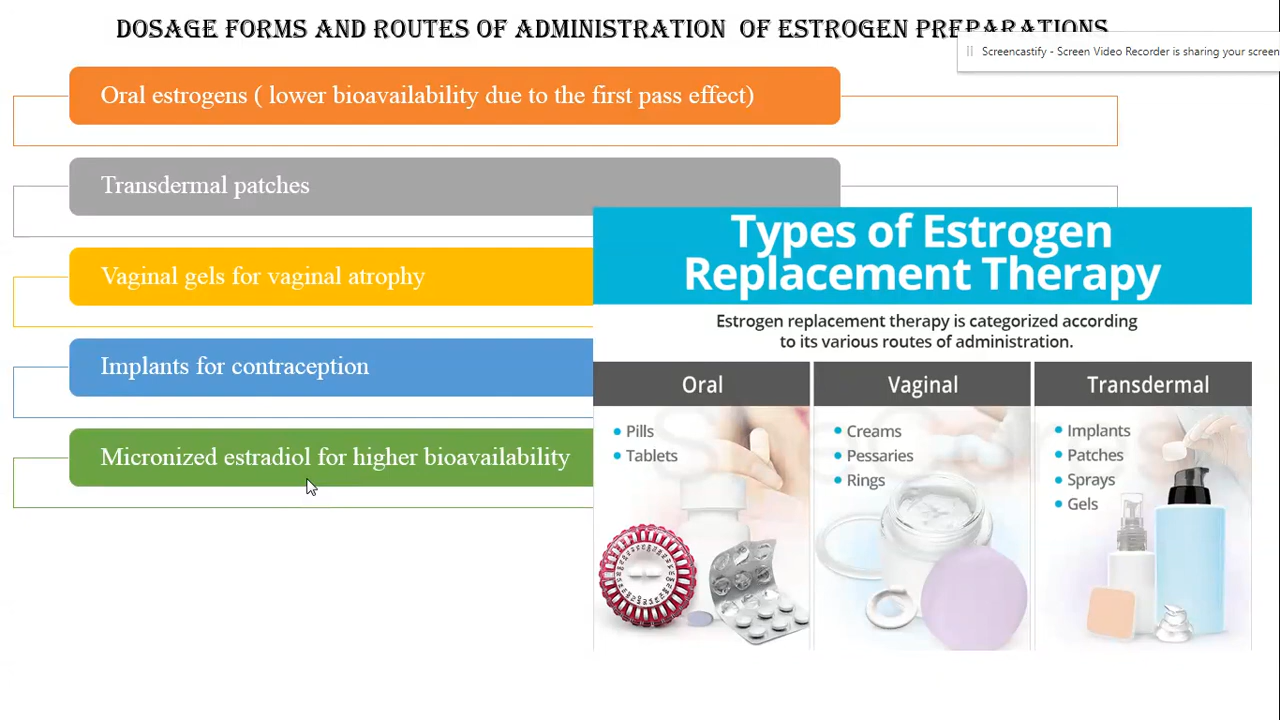 DOSAGE FORMS AND ROUTES OF ADMINISTRATION OF ESTROGEN PREPARATIONS
Screencastify - Screen Video Recorder is sharing your screen
Oral estrogens ( lower bioavailability due to the first pass effect)
Transdermal patches
Vaginal gels for vaginal atrophy
Implants for contraception
Micronized estradiol for higher bioavailability
Types of Estrogen
Replacement Therapy
Estrogen replacement therapy is categorized according
to its various routes of administration.
Oral
• Pills
• Tablets
Vaginal
• Creams
• Pessaries
• Rings
Transdermal
• Implants
• Patches
• Sprays
• Gels